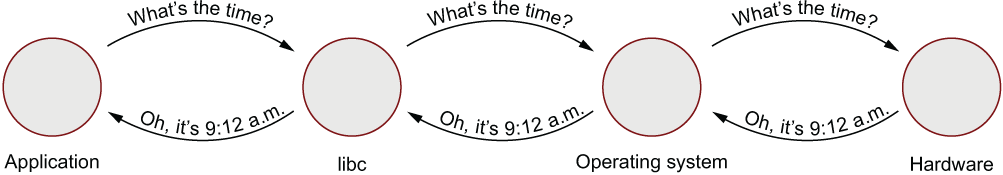 What's the time?
What's the time?
What's the time?
Oh, it's 9:12 a.m.
Oh, it's 9:12 a.m.
Oh, it's 9:12 a.m.
Application
libc
Operating system
Hardware